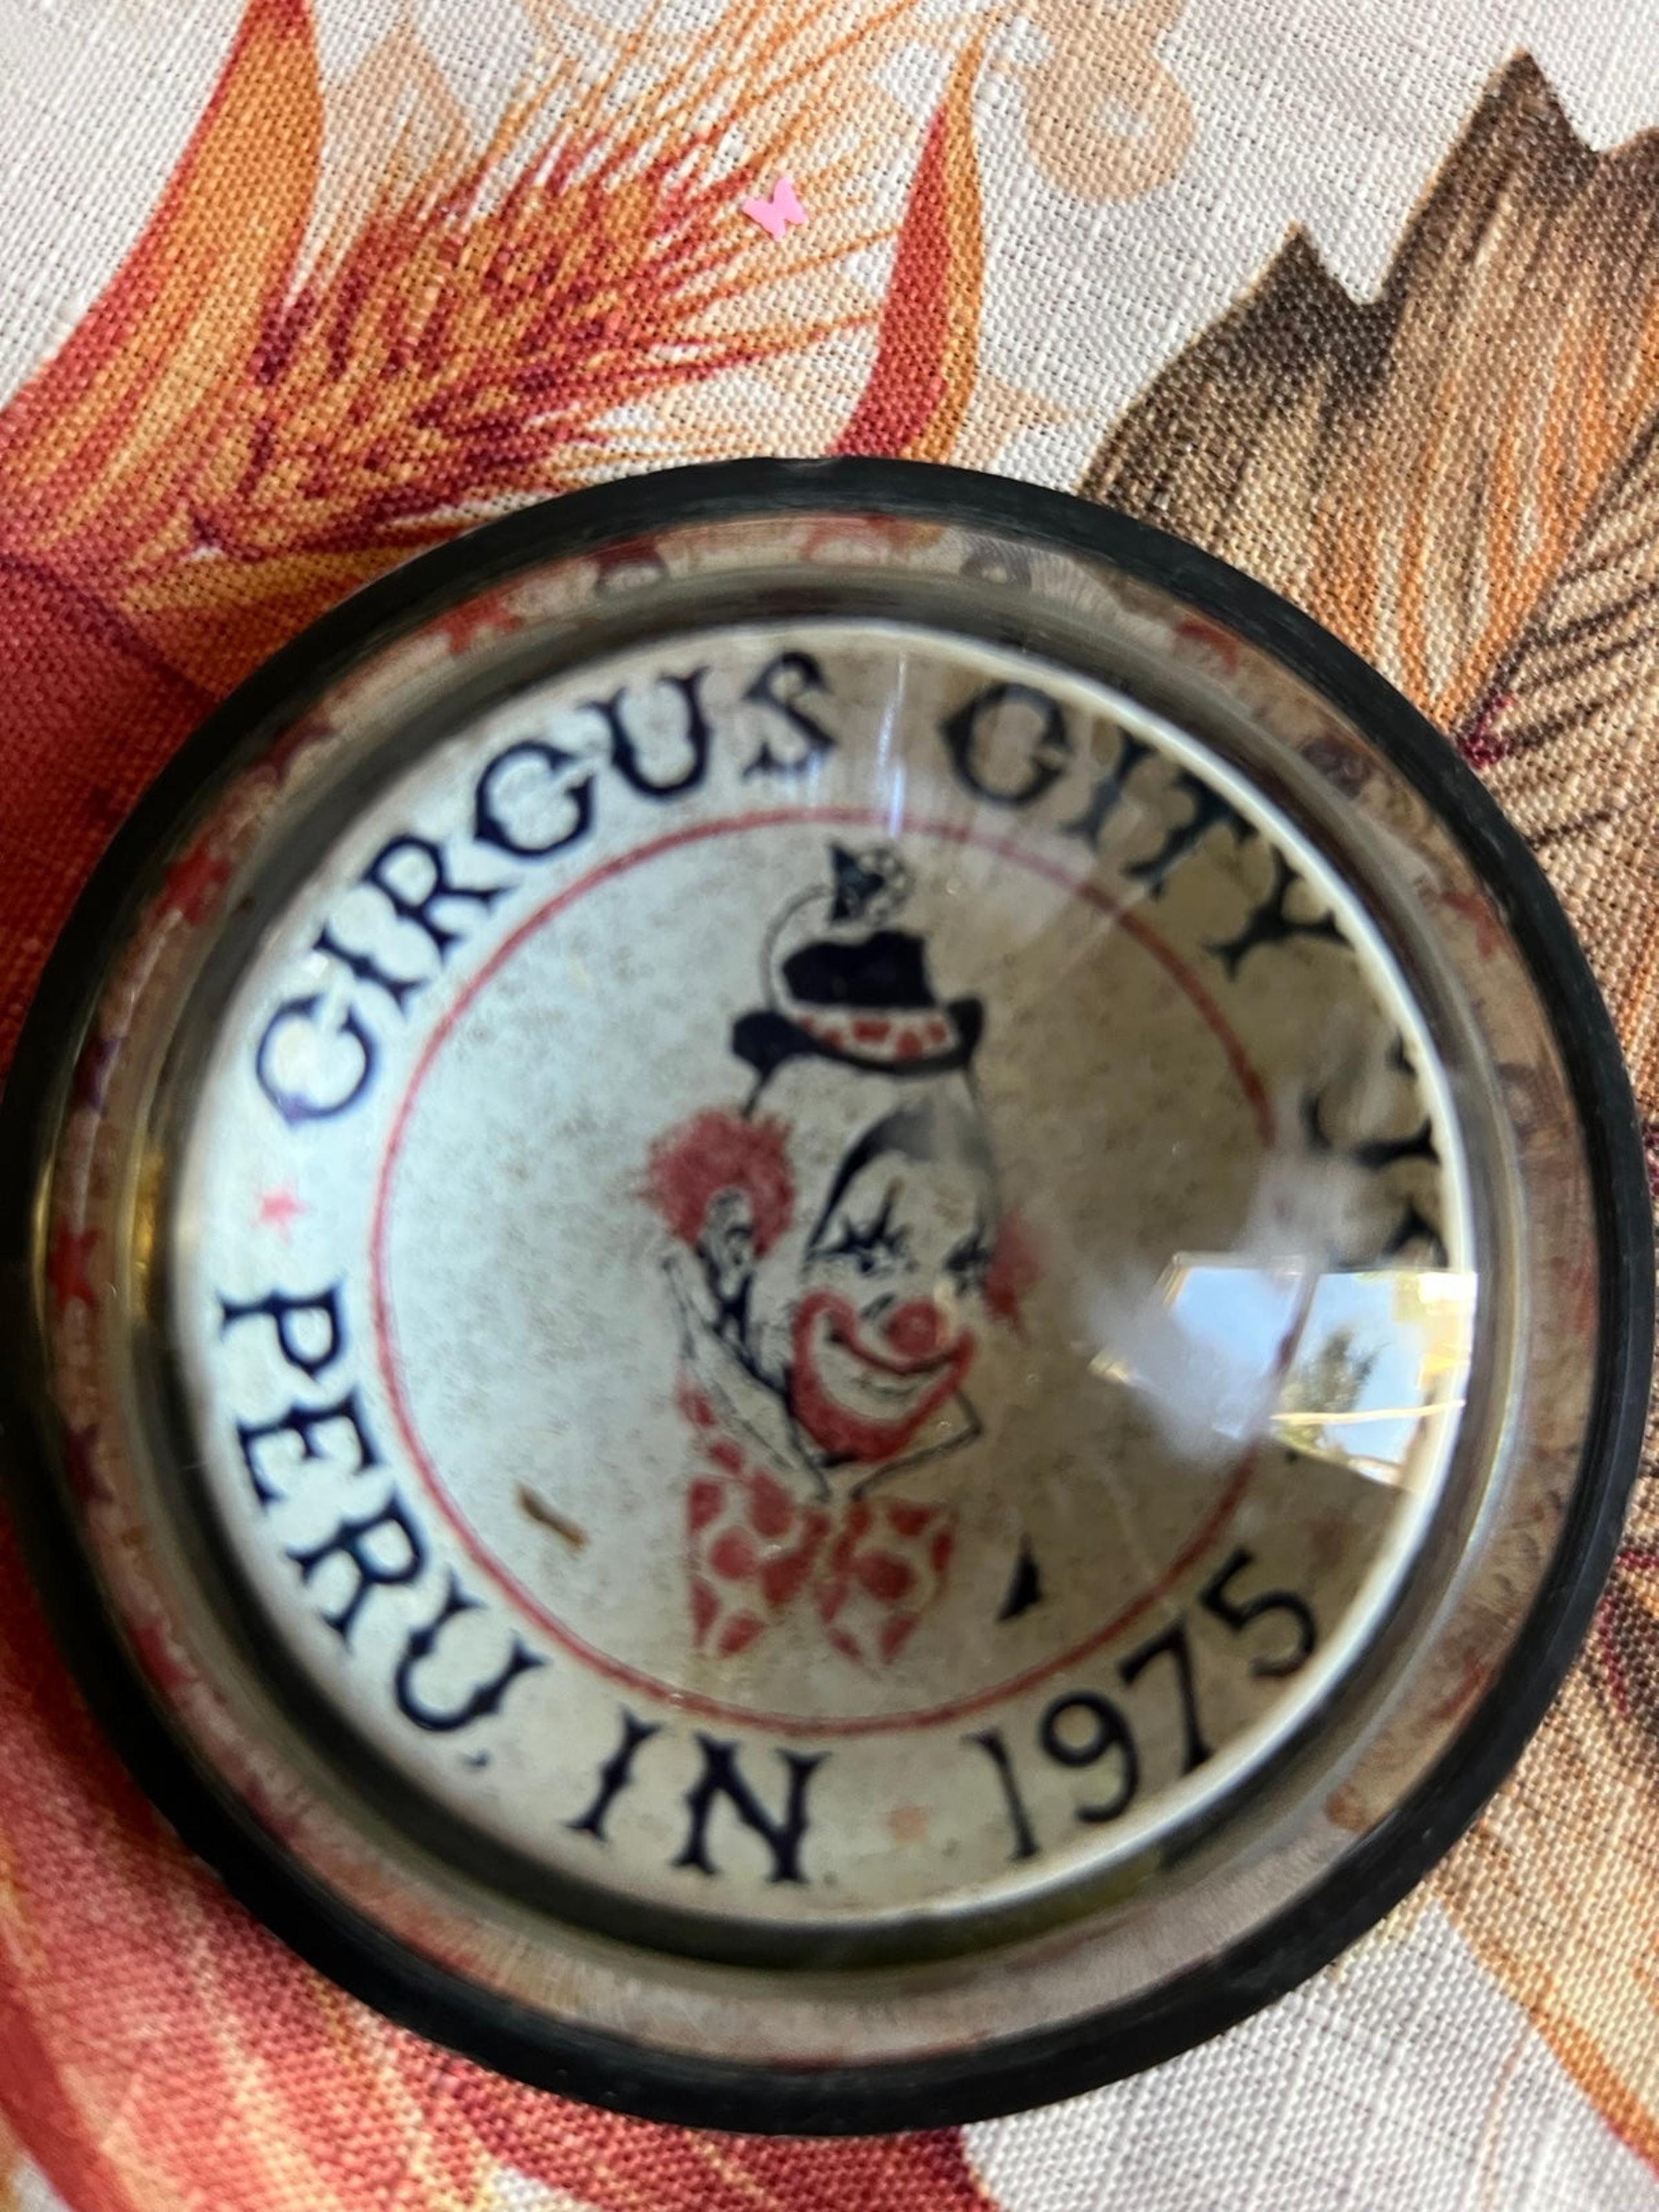 CIRCUS CITY
PERU, IN 1975